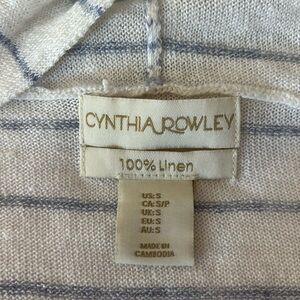 CYNTHIA ROWLEY
100% Linen
US: S
CA: S/P
UK: S
EU: S
AU: S
MADE IN
CAMBODIA